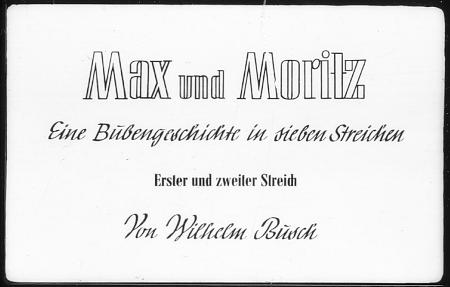 Max und Moritz
Eine Bubengeschichte in sieben Streichen
Erster und zweiter Streich
Von Wilhelm Busch